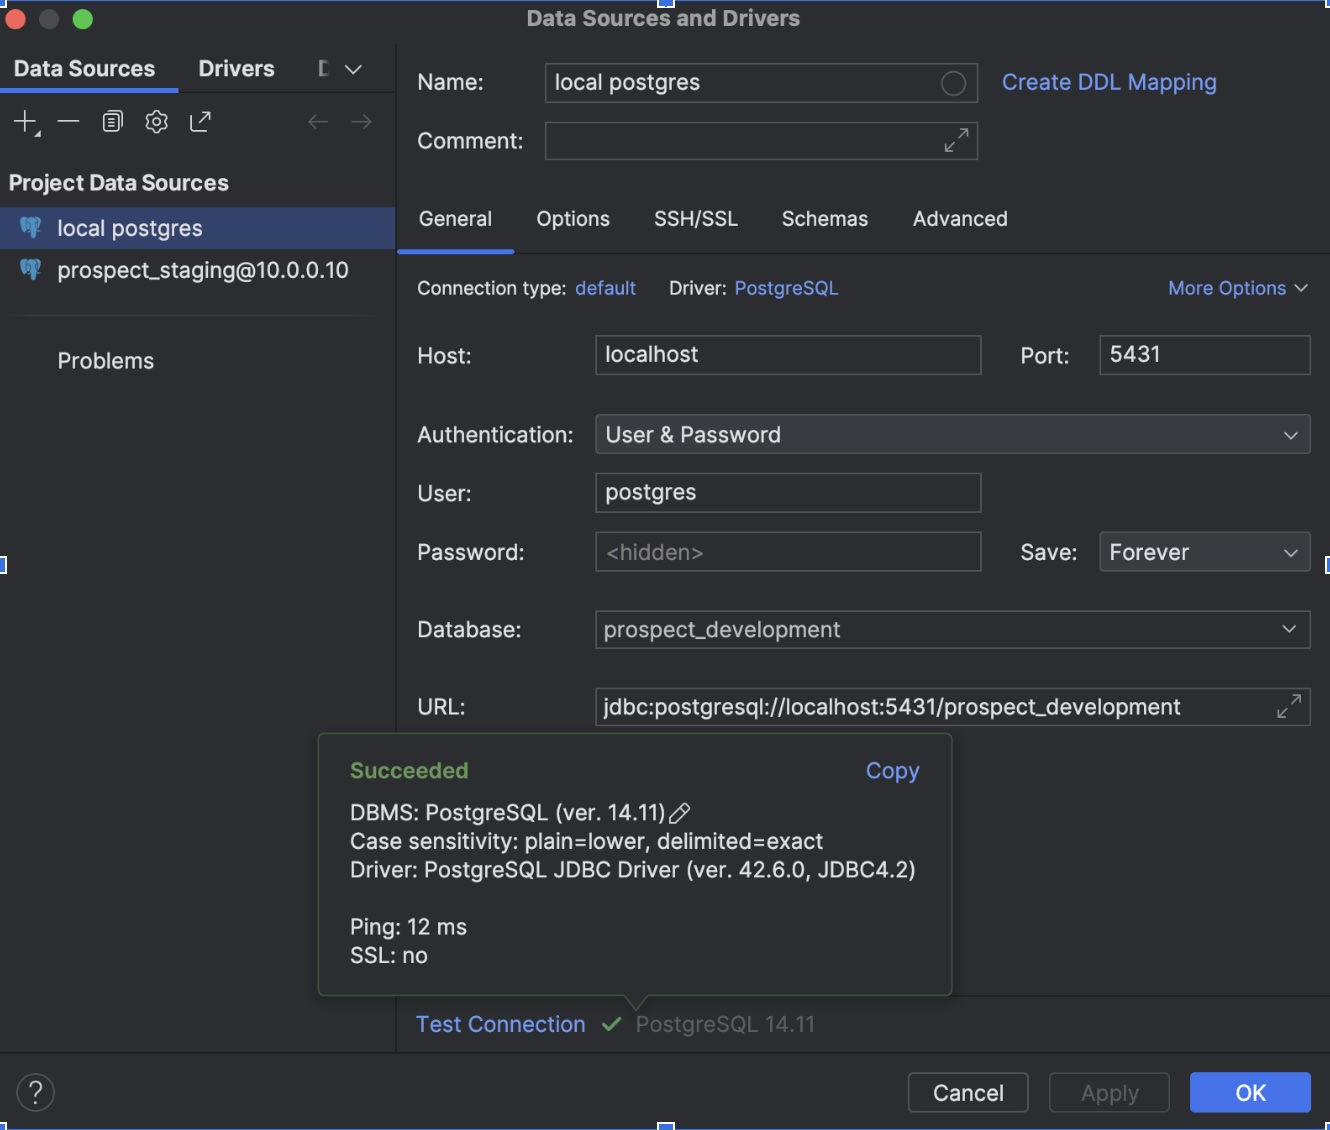 Data Sources and Drivers
Data Sources Drivers
Name: local postgres Create DDL Mapping
Comment:
Project Data Sources
local postgres
prospect_staging@10.0.0.10
Problems
General Options SSH/SSL Schemas Advanced
Connection type: default Driver: PostgreSQL More Options
Host: localhost Port: 5431
Authentication: User & Password
User: postgres
Password: <hidden> Save: Forever
Database: prospect_development
URL: jdbc:postgresql://localhost:5431/prospect_development
Succeeded Copy
DBMS: PostgreSQL (ver. 14.11)
Case sensitivity: plain=lower, delimited=exact
Driver: PostgreSQL JDBC Driver (ver. 42.6.0, JDBC4.2)
Ping: 12 ms
SSL: no
Test Connection PostgreSQL 14.11
? Cancel Apply OK